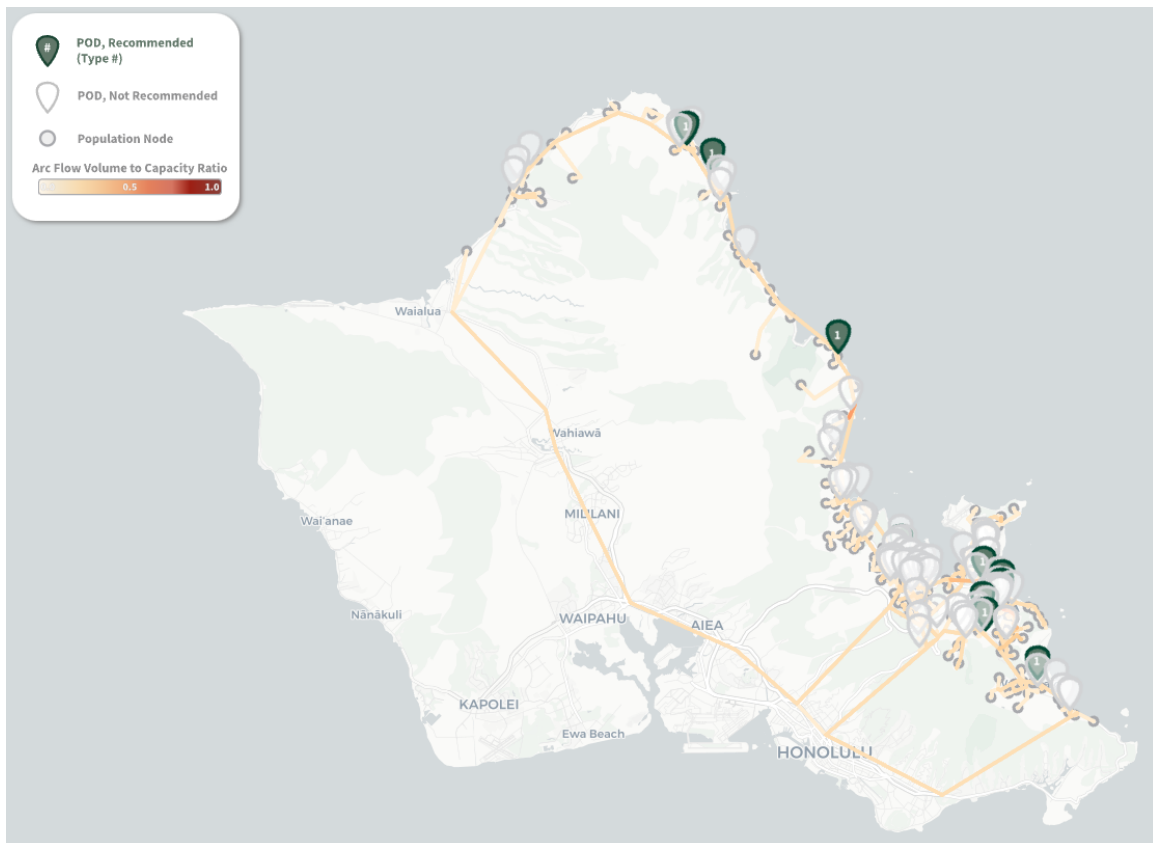 #
POD, Recommended
(Type #)
POD, Not Recommended
Population Node
Arc Flow Volume to Capacity Ratio
0.5
1.0
1
1
Waialua
1
Wahiawā
MILILANI
Wai'anae
1
Nānākuli
WAIPAHU
AIEA
1
1
KAPOLEI
Ewa Beach
HONOLULU